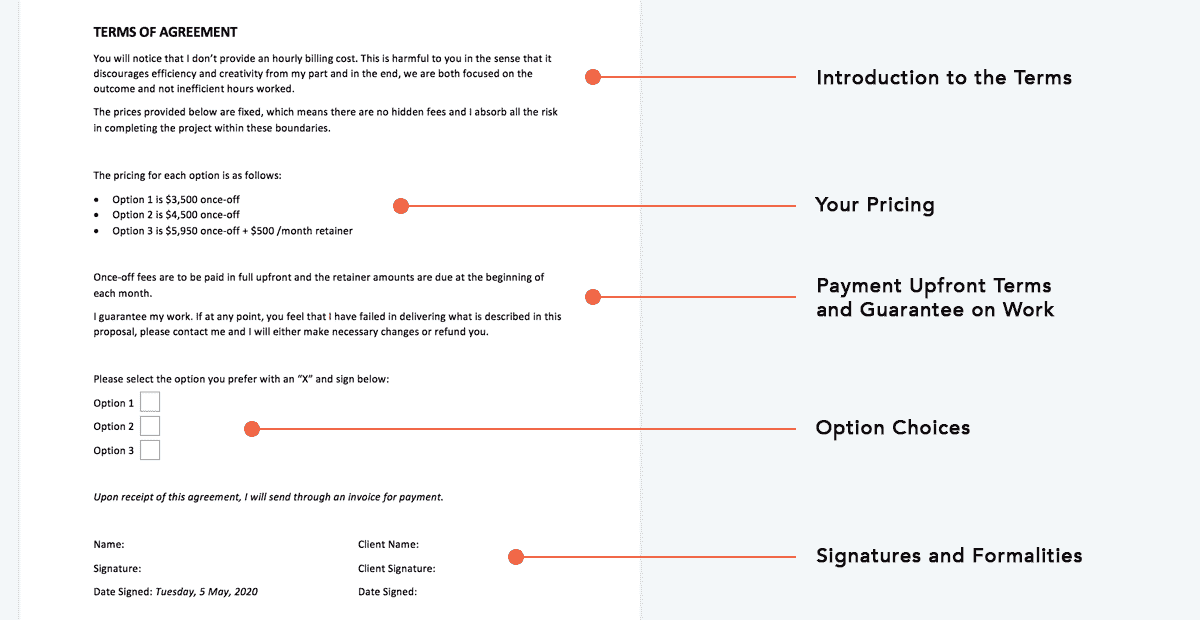 TERMS OF AGREEMENT
You will notice that I don't provide an hourly billing cost. This is harmful to you in the sense that it
discourages efficiency and creativity from my part and in the end, we are both focused on the
outcome and not inefficient hours worked.
The prices provided below are fixed, which means there are no hidden fees and I absorb all the risk
in completing the project within these boundaries.
Introduction to the Terms
The pricing for each option is as follows:
• Option 1 is $3,500 once-off
• Option 2 is $4,500 once-off
• Option 3 is $5,950 once-off + $500 /month retainer
Your Pricing
Once-off fees are to be paid in full upfront and the retainer amounts are due at the beginning of
each month.
I guarantee my work. If at any point, you feel that I have failed in delivering what is described in this
proposal, please contact me and I will either make necessary changes or refund you.
Payment Upfront Terms
and Guarantee on Work
Please select the option you prefer with an “X” and sign below:
Option 1
Option 2
Option 3
Option Choices
Upon receipt of this agreement, I will send through an invoice for payment.
Name:
Signature:
Date Signed: Tuesday, 5 May, 2020
Client Name:
Client Signature:
Date Signed:
Signatures and Formalities